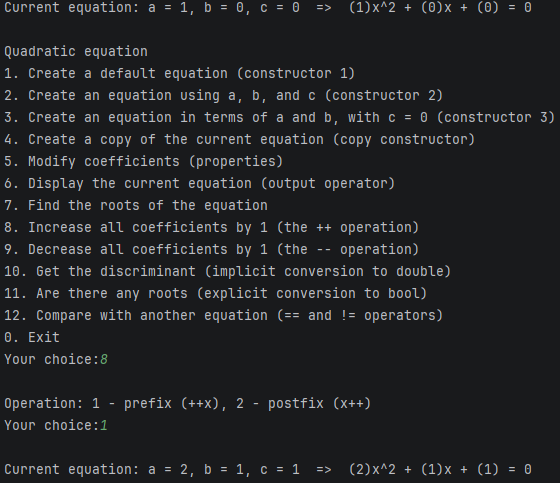 Current equation: a = 1, b = 0, c = 0  =>  (1)x^2 + (0)x + (0) = 0
Quadratic equation
1. Create a default equation (constructor 1)
2. Create an equation using a, b, and c (constructor 2)
3. Create an equation in terms of a and b, with c = 0 (constructor 3)
4. Create a copy of the current equation (copy constructor)
5. Modify coefficients (properties)
6. Display the current equation (output operator)
7. Find the roots of the equation
8. Increase all coefficients by 1 (the ++ operation)
9. Decrease all coefficients by 1 (the -- operation)
10. Get the discriminant (implicit conversion to double)
11. Are there any roots (explicit conversion to bool)
12. Compare with another equation (== and != operators)
0. Exit
Your choice:8
Operation: 1 - prefix (++x), 2 - postfix (x++)
Your choice:1
Current equation: a = 2, b = 1, c = 1  =>  (2)x^2 + (1)x + (1) = 0